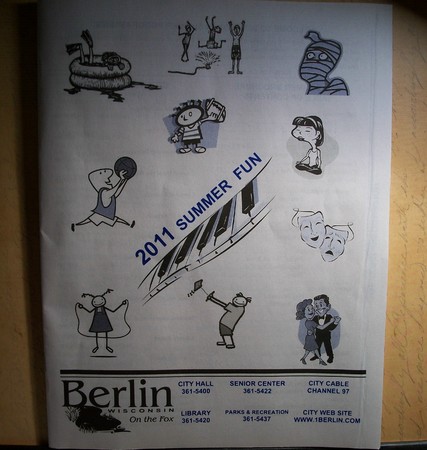 2011 SUMMER FUN
Berlin
WISCONSIN
On the Fox
CITY HALL
361-5400
SENIOR CENTER
361-5422
CITY CABLE
CHANNEL 97
LIBRARY
361-5420
PARKS & RECREATION
361-5437
CITY WEB SITE
WWW.1BERLIN.COM